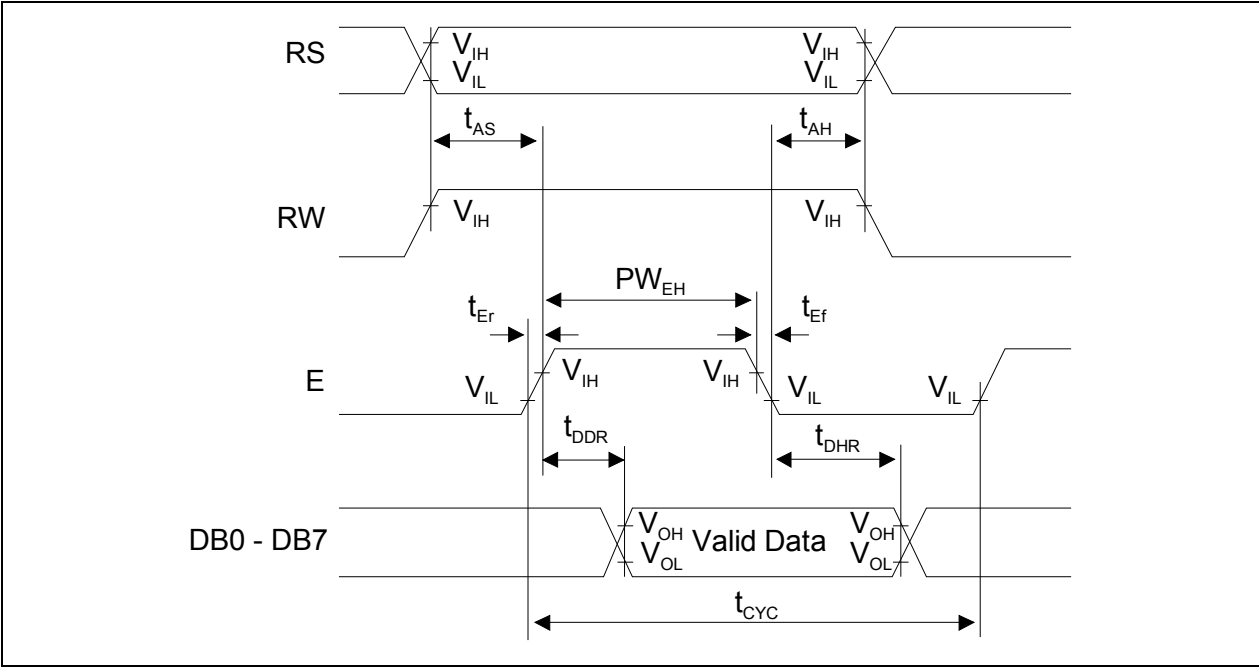 RS
V_IH V_IH
V_IL V_IL
t_AS t_AH
RW V_IH V_IH
PW_EH
t_Er t_Ef
E V_IL V_IH V_IH V_IL V_IL
t_DDR t_DHR
DB0 - DB7 V_OH Valid Data V_OH
V_OL V_OL
t_CYC